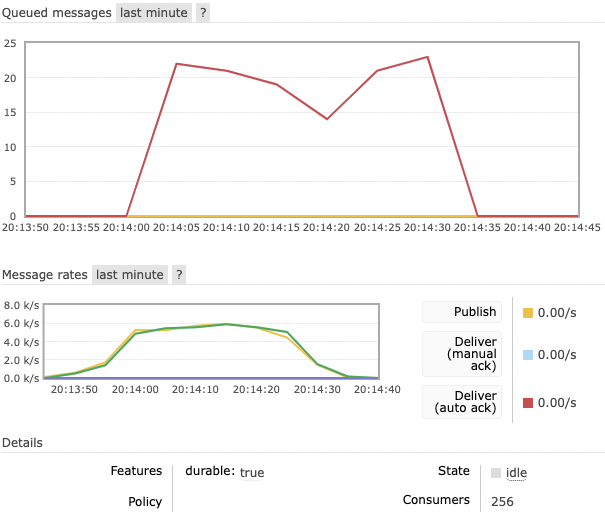 Queued messages last minute ?
25
20
15
10
5
0
20:13:50 20:13:55 20:14:00 20:14:05 20:14:10 20:14:15 20:14:20 20:14:25 20:14:30 20:14:35 20:14:40 20:14:45
Message rates last minute ?
8.0 k/s
6.0 k/s
4.0 k/s
2.0 k/s
0.0 k/s
20:13:50 20:14:00 20:14:10 20:14:20 20:14:30 20:14:40
Publish 0.00/s
Deliver
(manual 0.00/s
ack)
Deliver
(auto ack) 0.00/s
Details
Features durable: true State idle
Policy Consumers 256